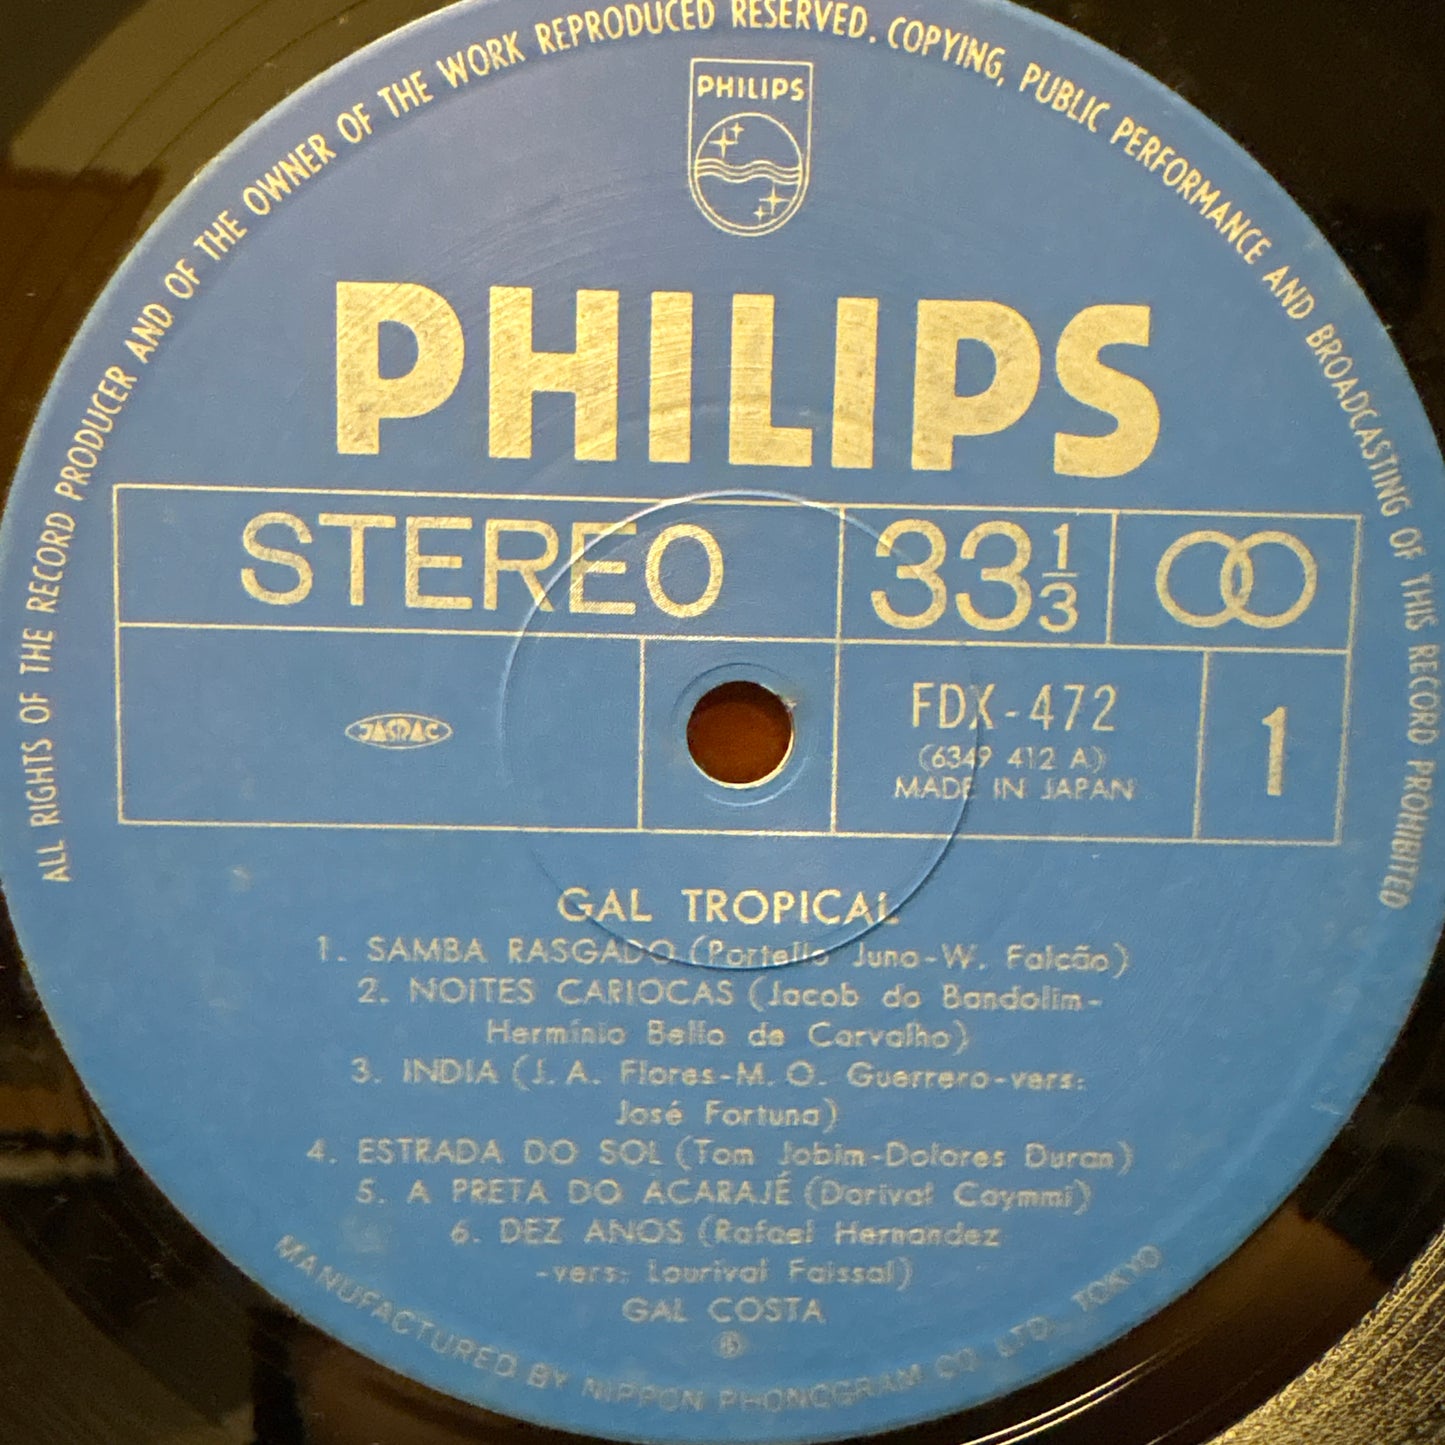 ALL RIGHTS OF THE RECORD PRODUCER AND OF THE OWNER OF THE WORK REPRODUCED RESERVED. COPYING, PUBLIC PERFORMANCE AND BROADCASTING OF THIS RECORD PROHIBITED
PHILIPS
PHILIPS
STEREO 33 1/3
JASRAC
FDX-472
(6349 412 A)
MADE IN JAPAN
1
GAL TROPICAL
1. SAMBA RASGADO (Portello Juno-W. Falcão)
2. NOITES CARIOCAS (Jacob do Bandolim-
Hermínio Bello de Carvalho)
3. INDIA (J. A. Flores-M. O. Guerrero-vers:
José Fortuna)
4. ESTRADA DO SOL (Tom Jobim-Dolores Duran)
5. A PRETA DO ACARAJÉ (Dorival Caymmi)
6. DEZ ANOS (Rafael Hernandez
-vers: Lourival Faissal)
GAL COSTA
MANUFACTURED BY NIPPON PHONOGRAM CO., LTD., TOKYO